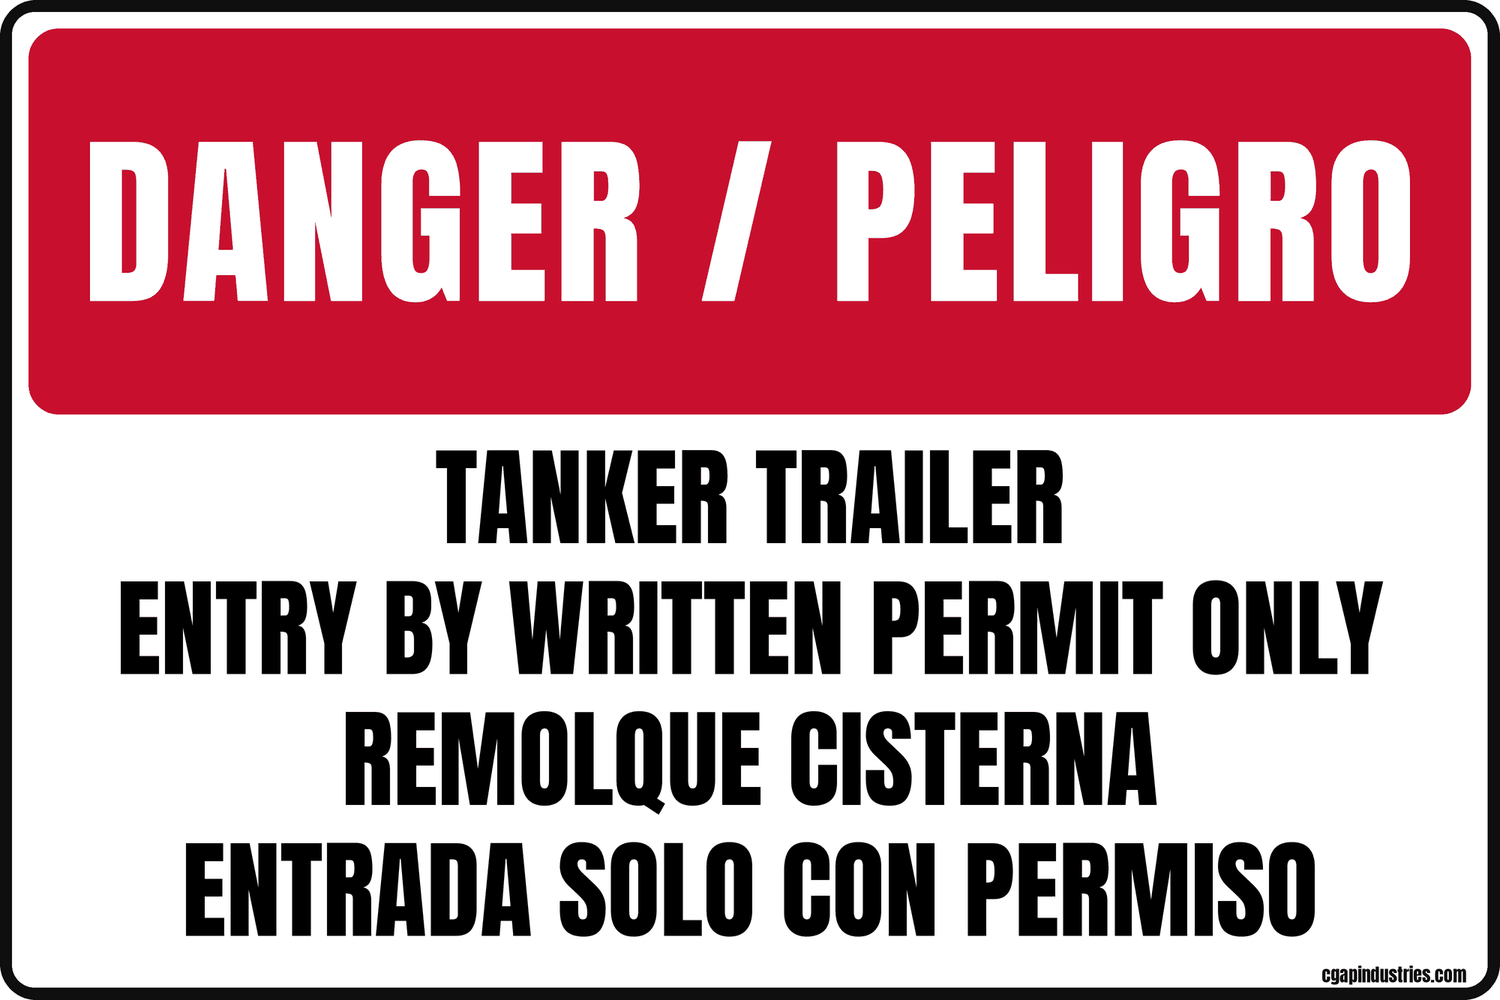 DANGER / PELIGRO
TANKER TRAILER
ENTRY BY WRITTEN PERMIT ONLY
REMOLQUE CISTERNA
ENTRADA SOLO CON PERMISO
cgapindustries.com